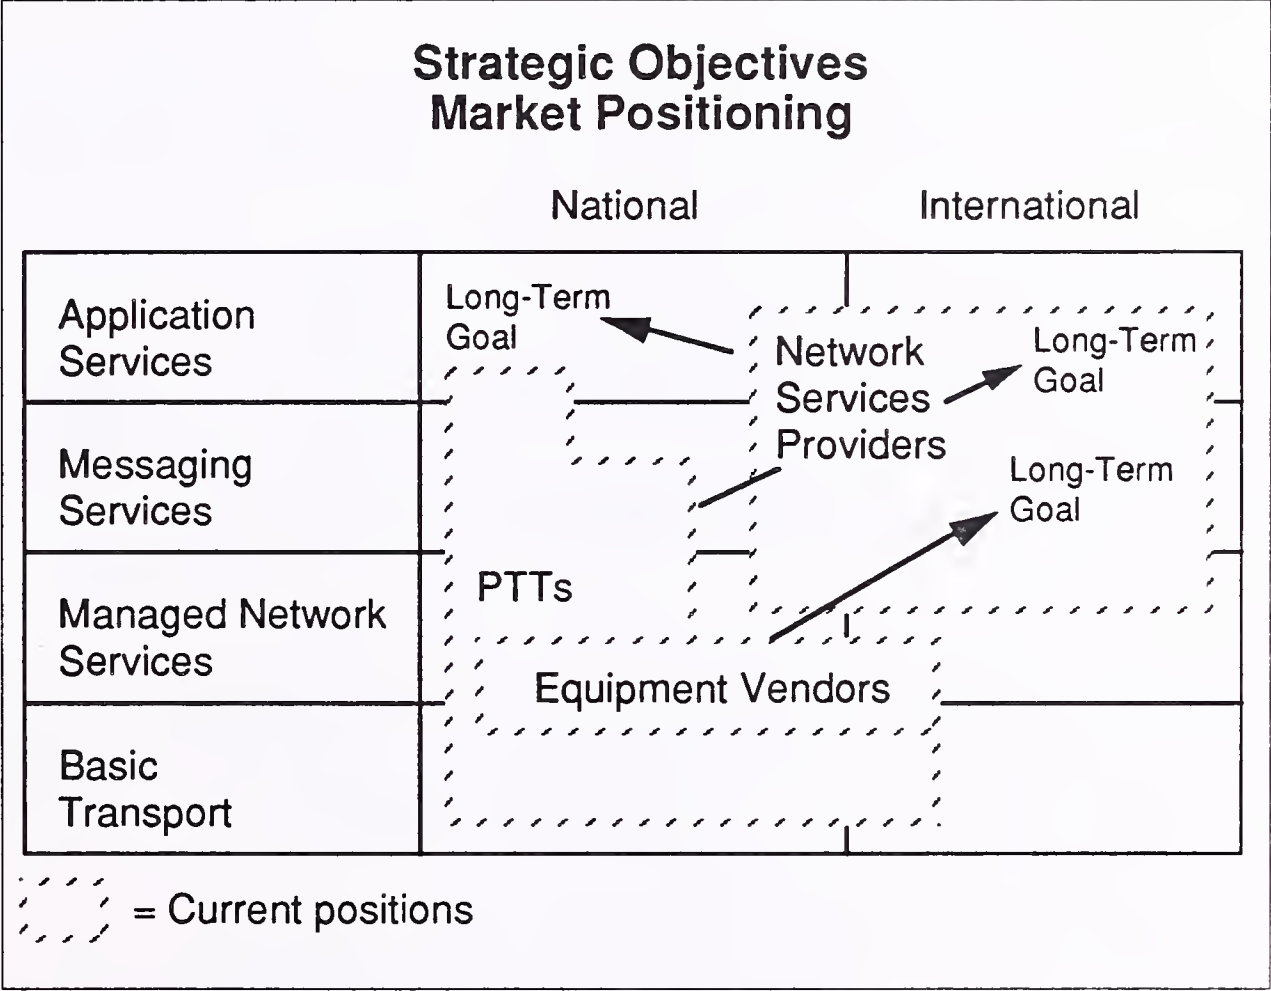 Strategic Objectives
Market Positioning
National
International
Application
Services
Long-Term
Goal
Network
Services
Providers
Long-Term
Goal
Messaging
Services
Long-Term
Goal
Managed Network
Services
PTTs
Equipment Vendors
Basic
Transport
= Current positions